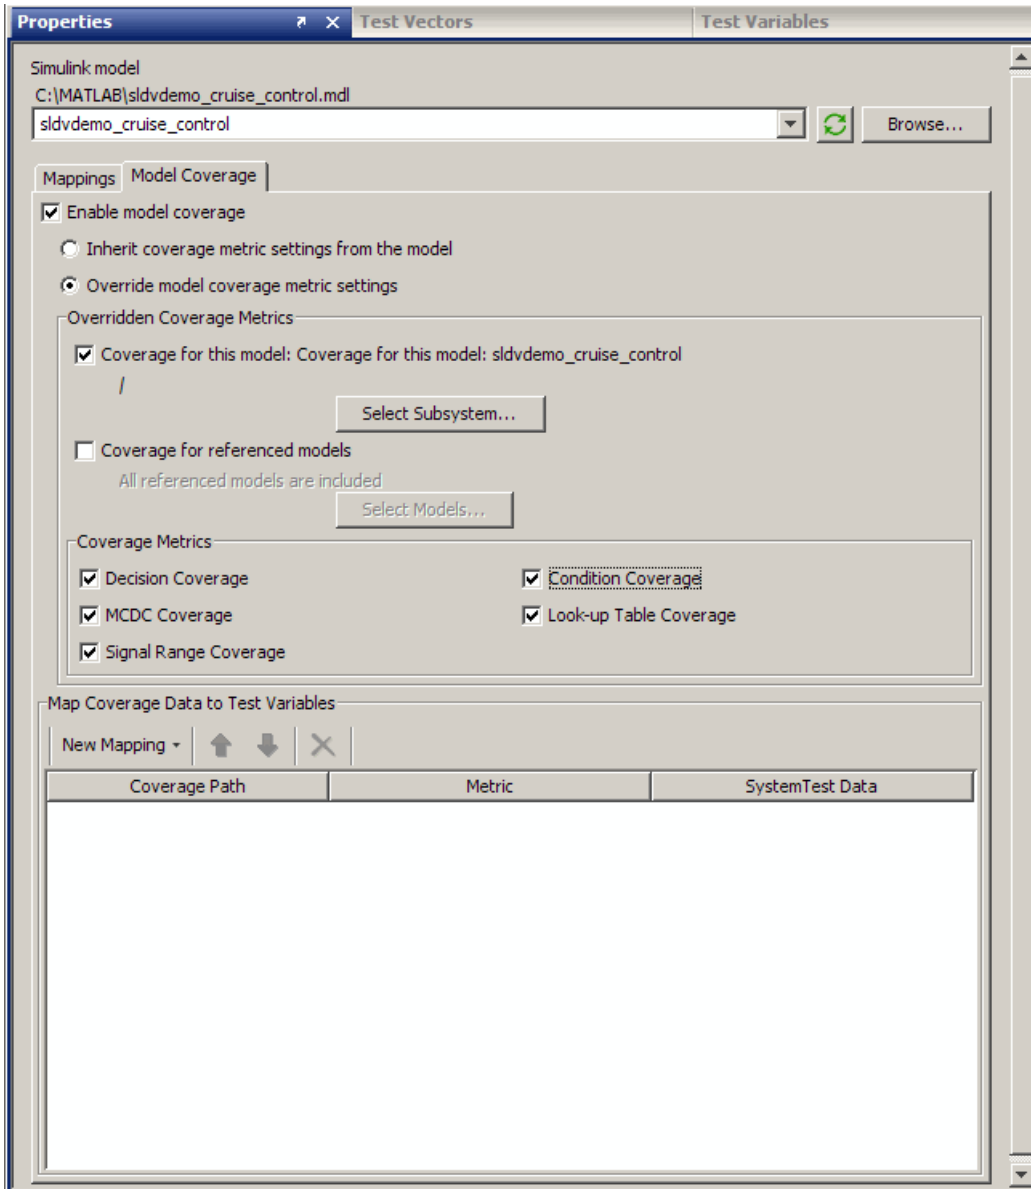 Properties Test Vectors Test Variables
Simulink model
C:\MATLAB\sldvdemo_cruise_control.mdl
sldvdemo_cruise_control Browse...
Mappings Model Coverage
Enable model coverage
Inherit coverage metric settings from the model
Override model coverage metric settings
Overridden Coverage Metrics
Coverage for this model: Coverage for this model: sldvdemo_cruise_control
/
Select Subsystem...
Coverage for referenced models
All referenced models are included
Select Models...
Coverage Metrics
Decision Coverage Condition Coverage
MCDC Coverage Look-up Table Coverage
Signal Range Coverage
Map Coverage Data to Test Variables
New Mapping
Coverage Path Metric SystemTest Data